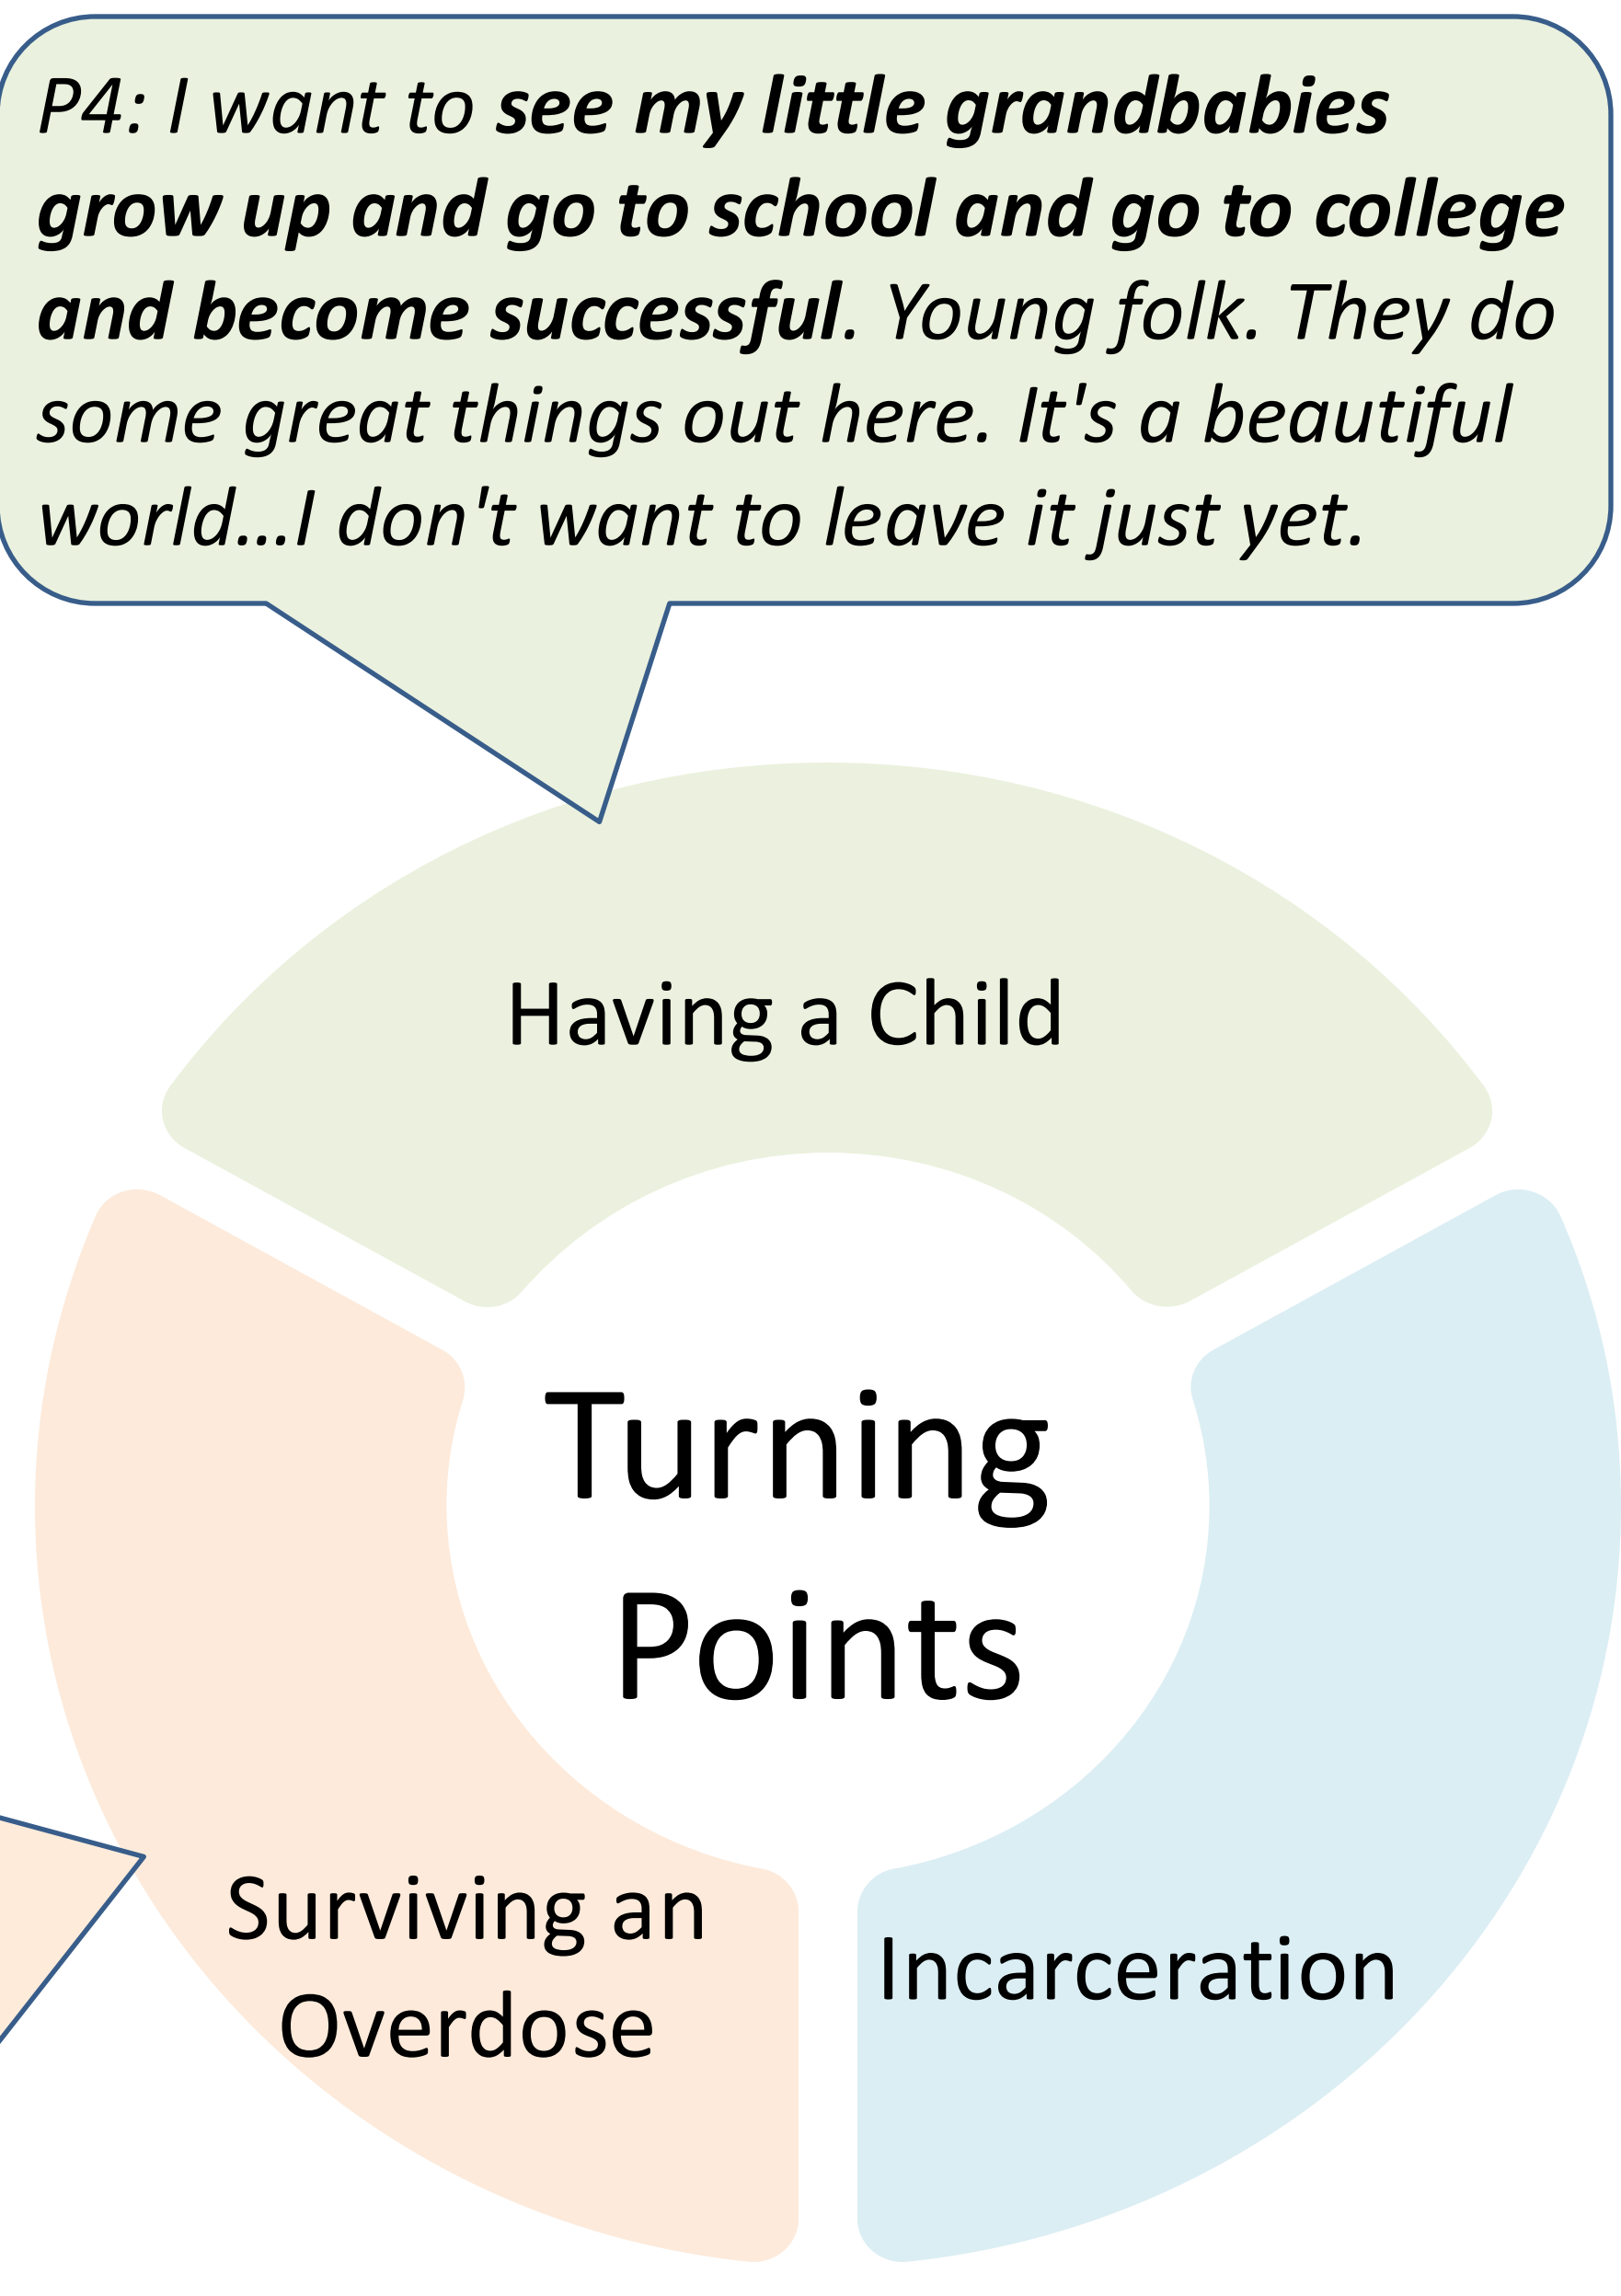 P4: I want to see my little grandbabies
grow up and go to school and go to college
and become successful. Young folk. They do
some great things out here. It's a beautiful
world...I don't want to leave it just yet.
Having a Child
Turning
Points
Surviving an
Overdose
Incarceration